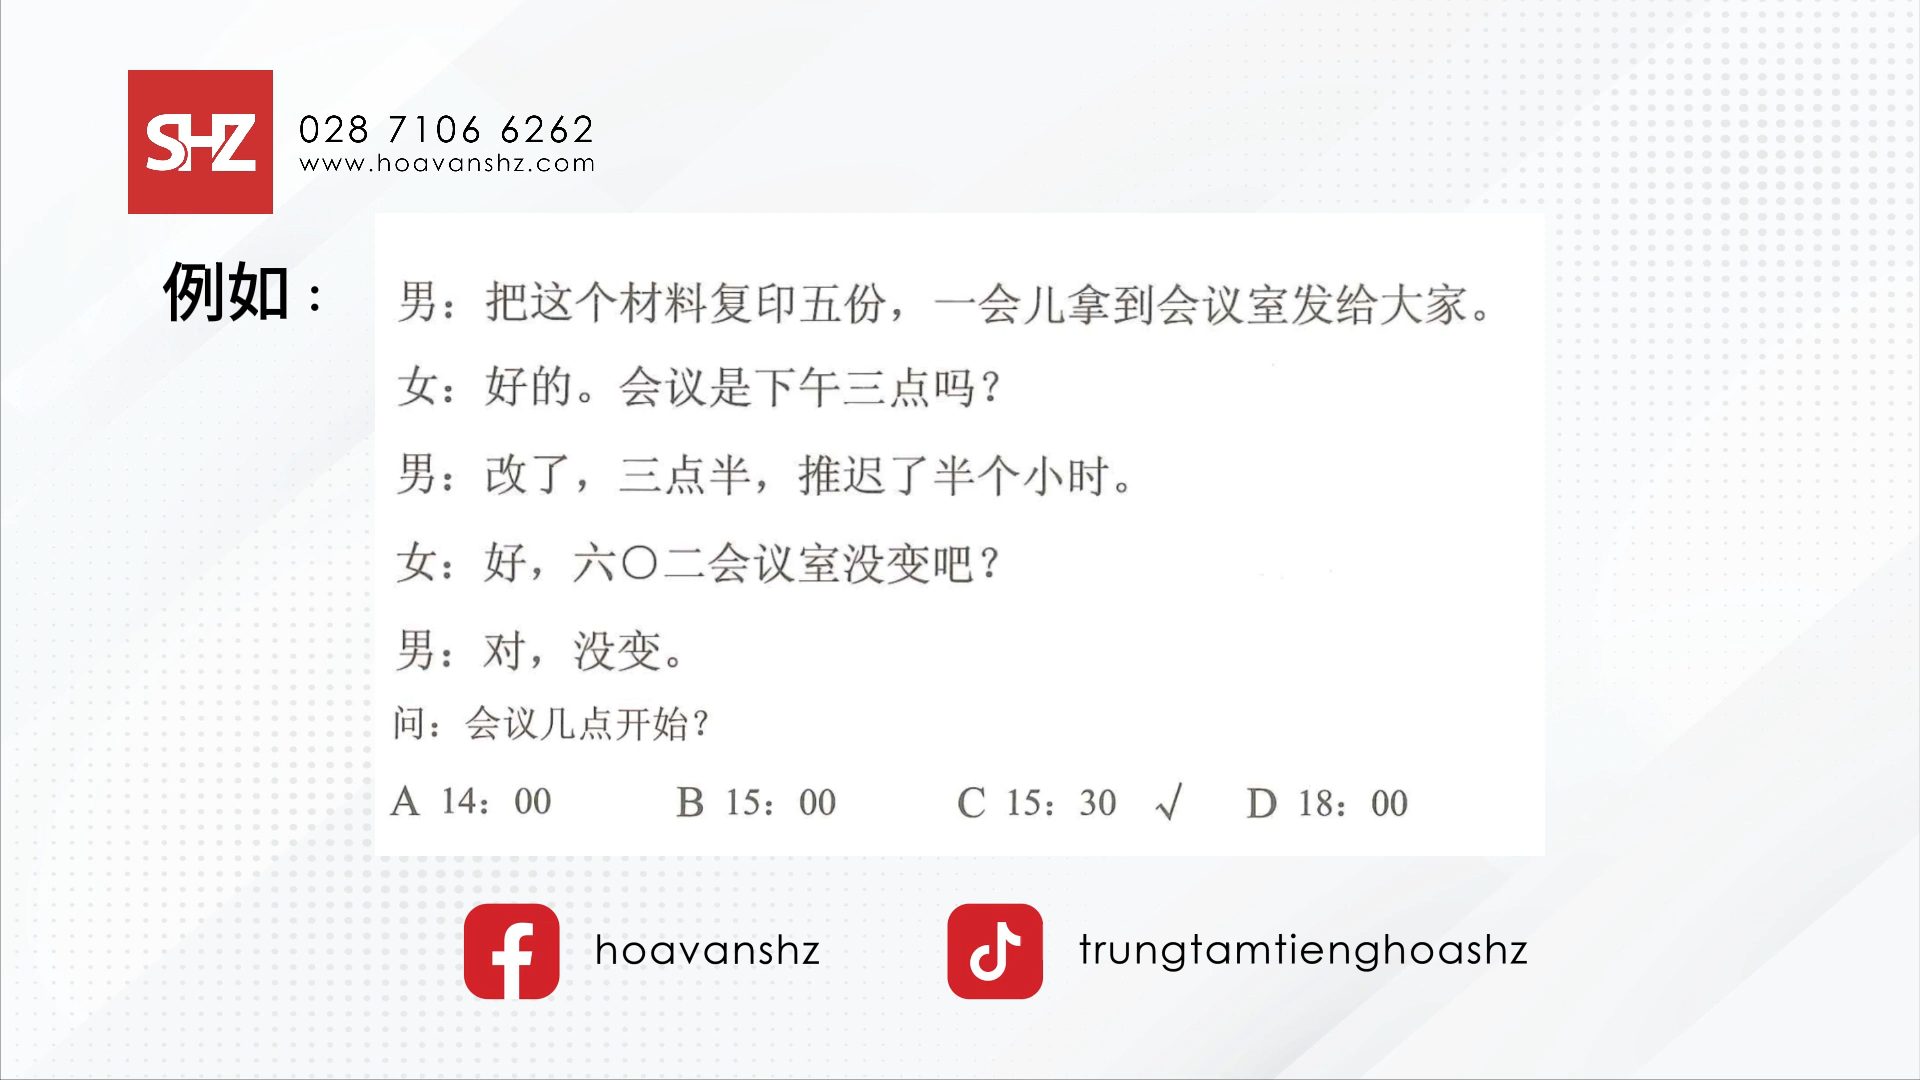 SHZ
028 7106 6262
www.hoavanshz.com
例如：
男：把这个材料复印五份，一会儿拿到会议室发给大家。
女：好的。会议是下午三点吗？
男：改了，三点半，推迟了半个小时。
女：好，六〇二会议室没变吧？
男：对，没变。
问：会议几点开始？
A 14：00 B 15：00 C 15：30 √ D 18：00
hoavanshz trungtamtienghoashz